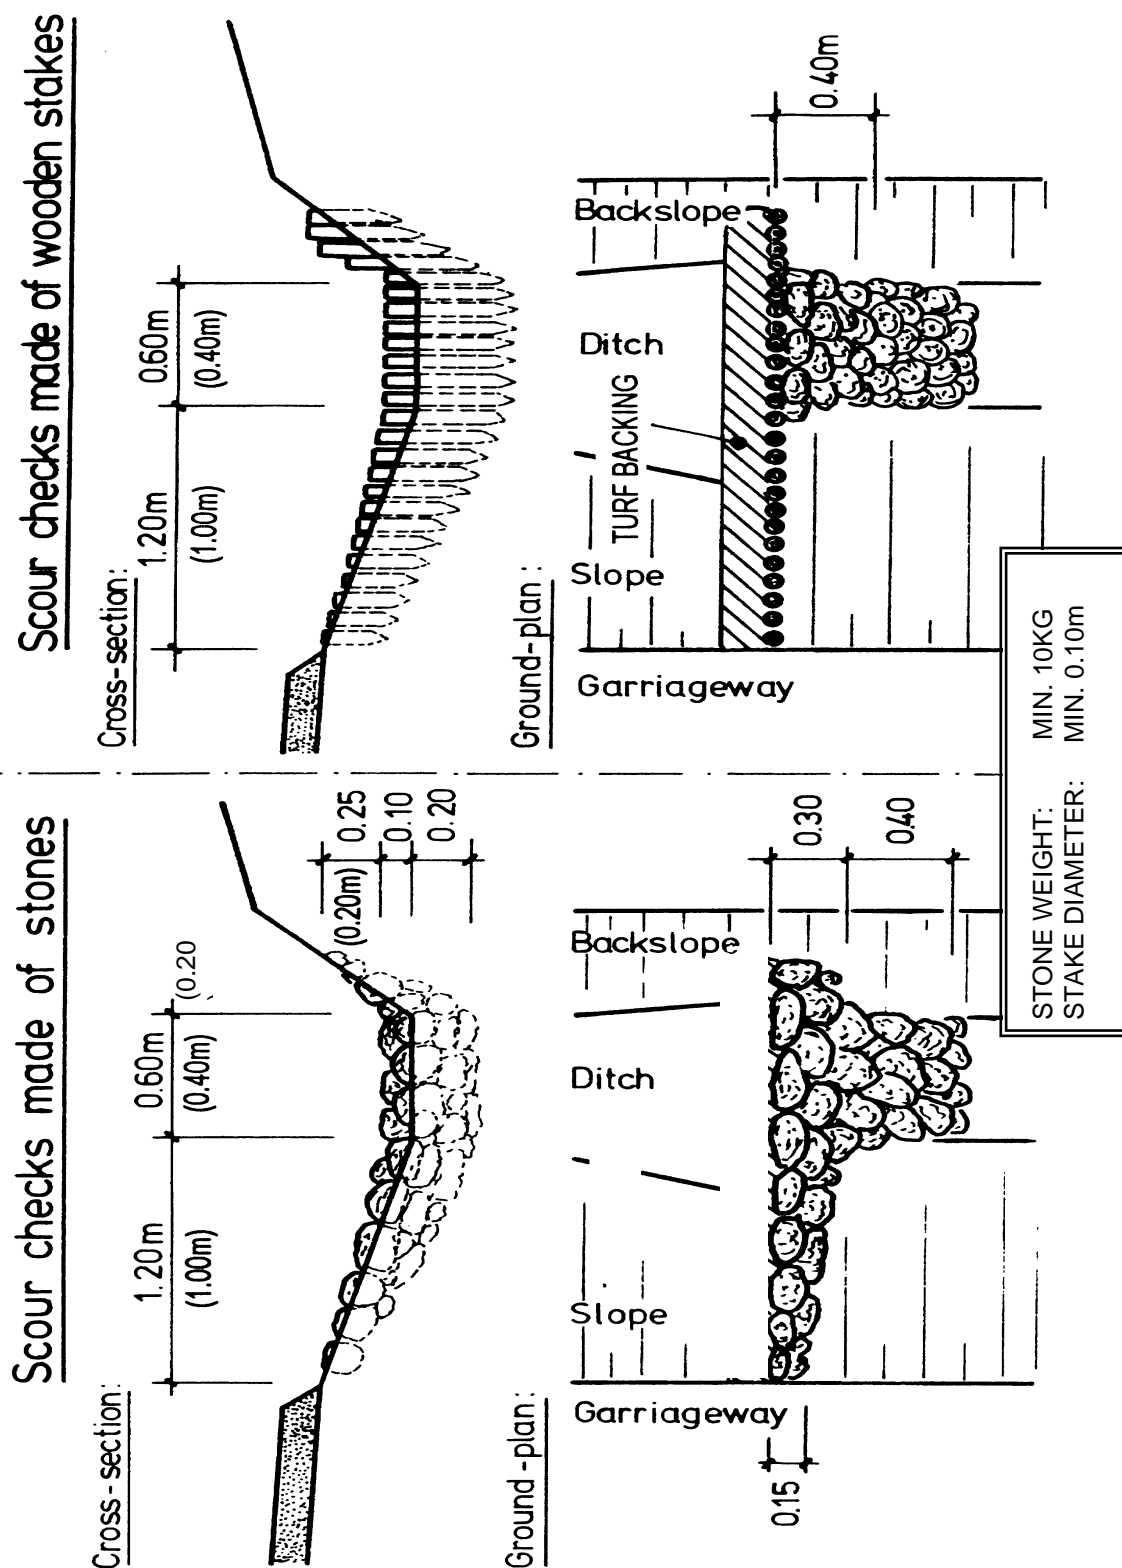 Scour checks made of stones
Cross-section:
1.20m
(1.00m)
0.60m
(0.40m)
(0.20
(0.20m)
0.25
0.10
0.20
Ground-plan:
Garriageway
Slope
Ditch
Backslope
0.15
0.30
0.40
Scour checks made of wooden stakes
Cross-section:
1.20m
(1.00m)
0.60m
(0.40m)
Ground-plan:
Garriageway
Slope
TURF BACKING
Ditch
Backslope
0.40m
STONE WEIGHT: MIN. 10KG
STAKE DIAMETER: MIN. 0.10m